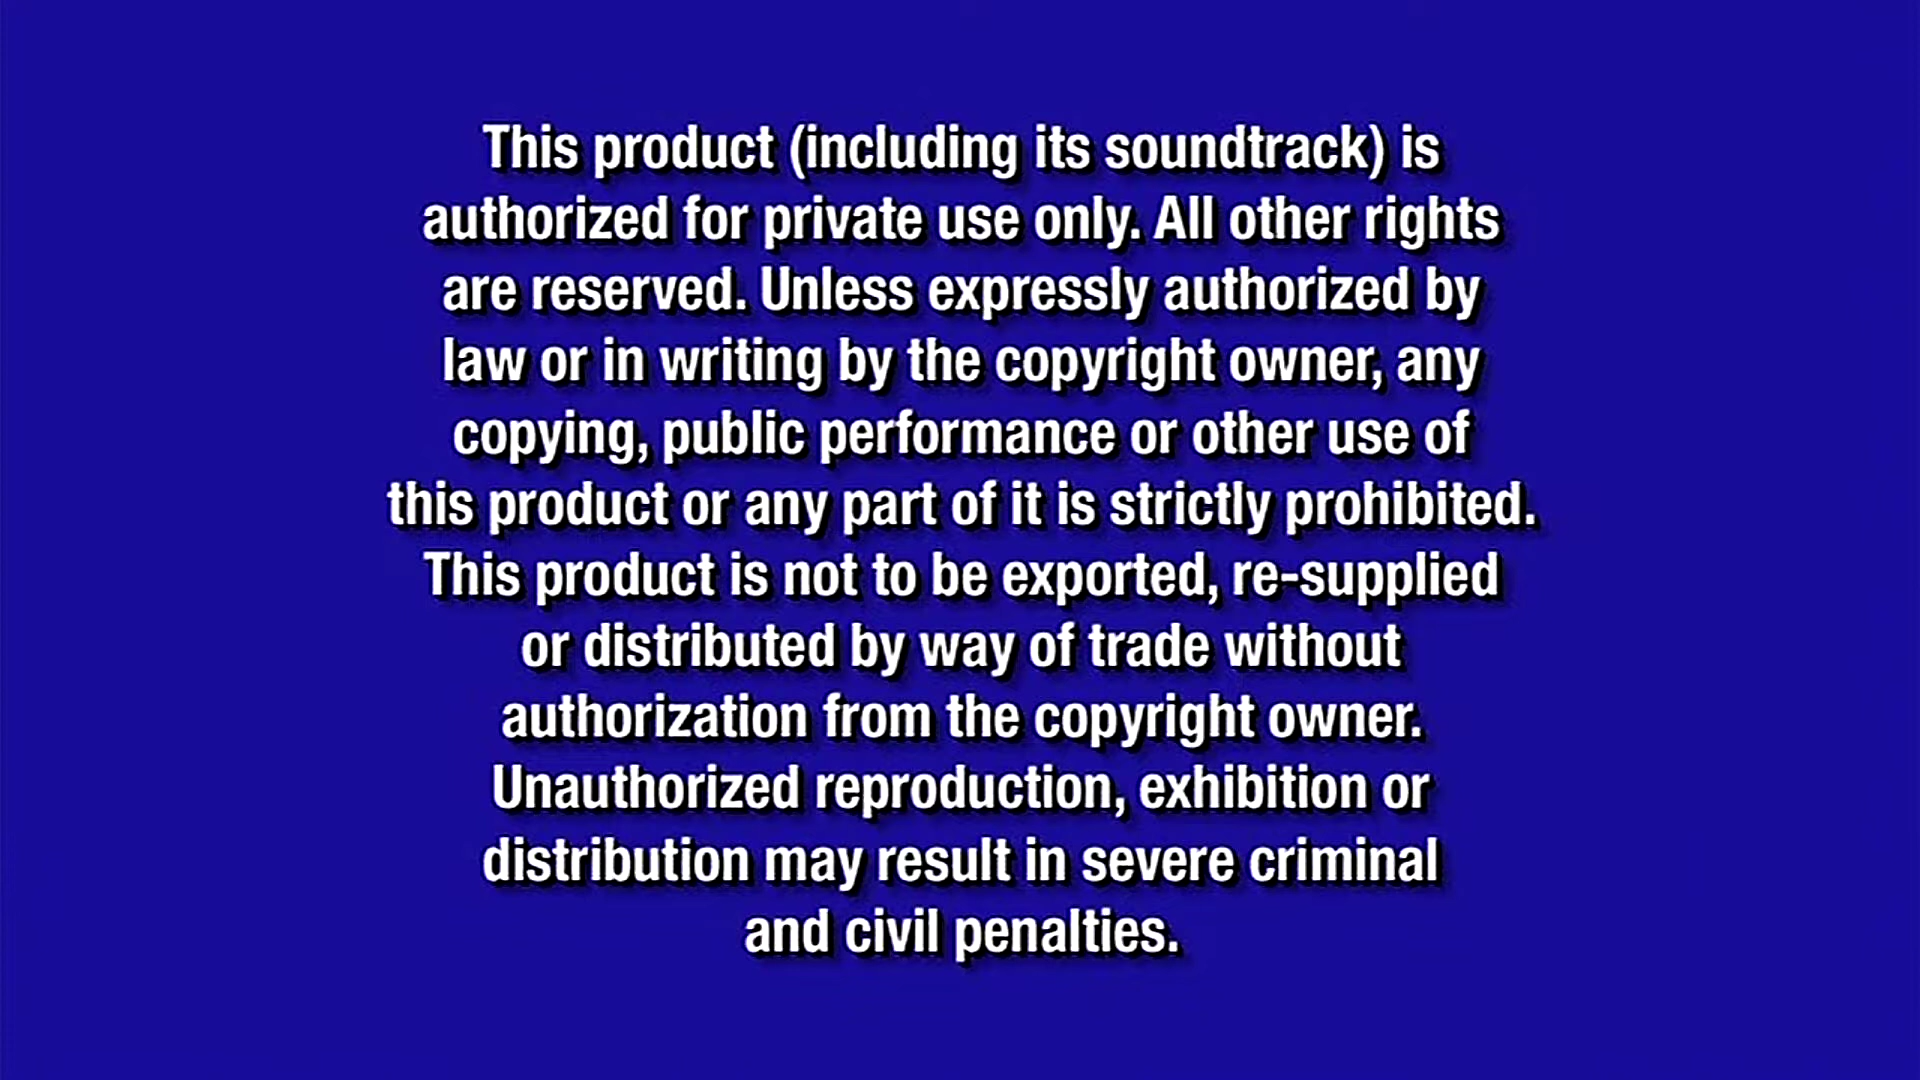 This product (including its soundtrack) is
authorized for private use only. All other rights
are reserved. Unless expressly authorized by
law or in writing by the copyright owner, any
copying, public performance or other use of
this product or any part of it is strictly prohibited.
This product is not to be exported, re-supplied
or distributed by way of trade without
authorization from the copyright owner.
Unauthorized reproduction, exhibition or
distribution may result in severe criminal
and civil penalties.